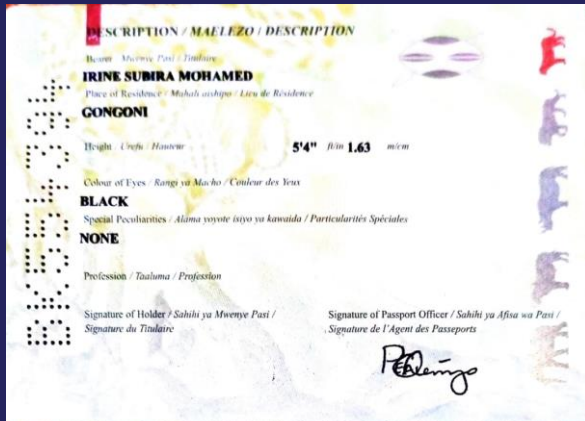 DESCRIPTION / MAELEZO / DESCRIPTION
Bearer / Mwenye Pasi / Titulaire
IRINE SUBIRA MOHAMED
Place of Residence / Mahali aishipo / Lieu de Résidence
GONGONI
Height / Urefu / Hauteur 5'4" ft/in 1.63 m/cm
Colour of Eyes / Rangi ya Macho / Couleur des Yeux
BLACK
Special Peculiarities / Alama yoyote isiyo ya kawaida / Particularités Spéciales
NONE
Profession / Taaluma / Profession
Signature of Holder / Sahihi ya Mwenye Pasi /
Signature du Titulaire
Signature of Passport Officer / Sahihi ya Afisa wa Pasi /
Signature de l'Agent des Passeports
BK554394